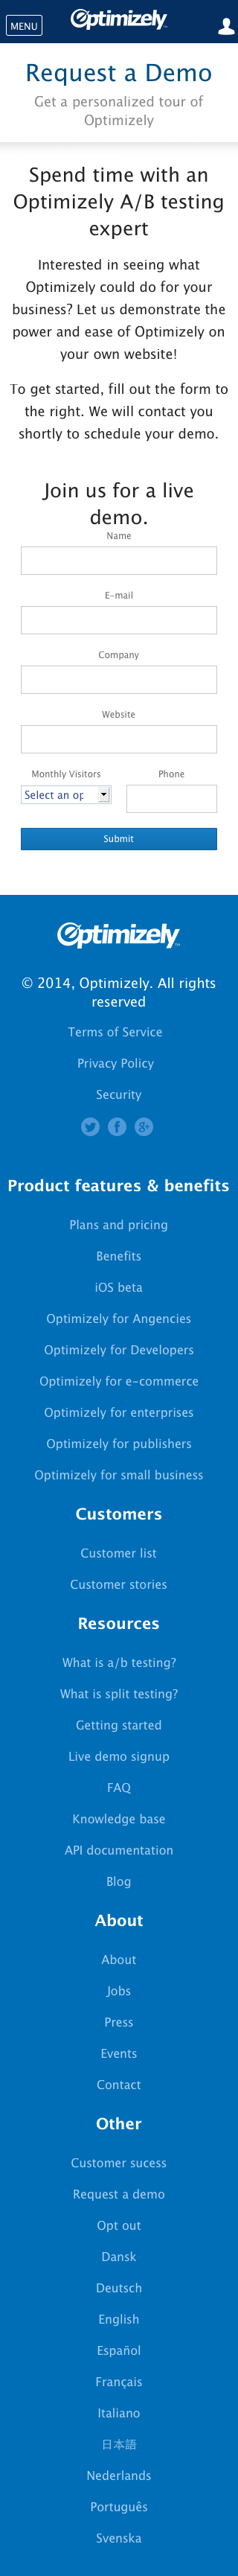 MENU
Optimizely
Request a Demo
Get a personalized tour of
Optimizely
Spend time with an
Optimizely A/B testing
expert
Interested in seeing what
Optimizely could do for your
business? Let us demonstrate the
power and ease of Optimizely on
your own website!
To get started, fill out the form to
the right. We will contact you
shortly to schedule your demo.
Join us for a live
demo.
Name
E-mail
Company
Website
Monthly Visitors
Phone
Select an op
Submit
Optimizely
© 2014, Optimizely. All rights
reserved
Terms of Service
Privacy Policy
Security
Product features & benefits
Plans and pricing
Benefits
iOS beta
Optimizely for Angencies
Optimizely for Developers
Optimizely for e-commerce
Optimizely for enterprises
Optimizely for publishers
Optimizely for small business
Customers
Customer list
Customer stories
Resources
What is a/b testing?
What is split testing?
Getting started
Live demo signup
FAQ
Knowledge base
API documentation
Blog
About
About
Jobs
Press
Events
Contact
Other
Customer sucess
Request a demo
Opt out
Dansk
Deutsch
English
Español
Français
Italiano
日本語
Nederlands
Português
Svenska